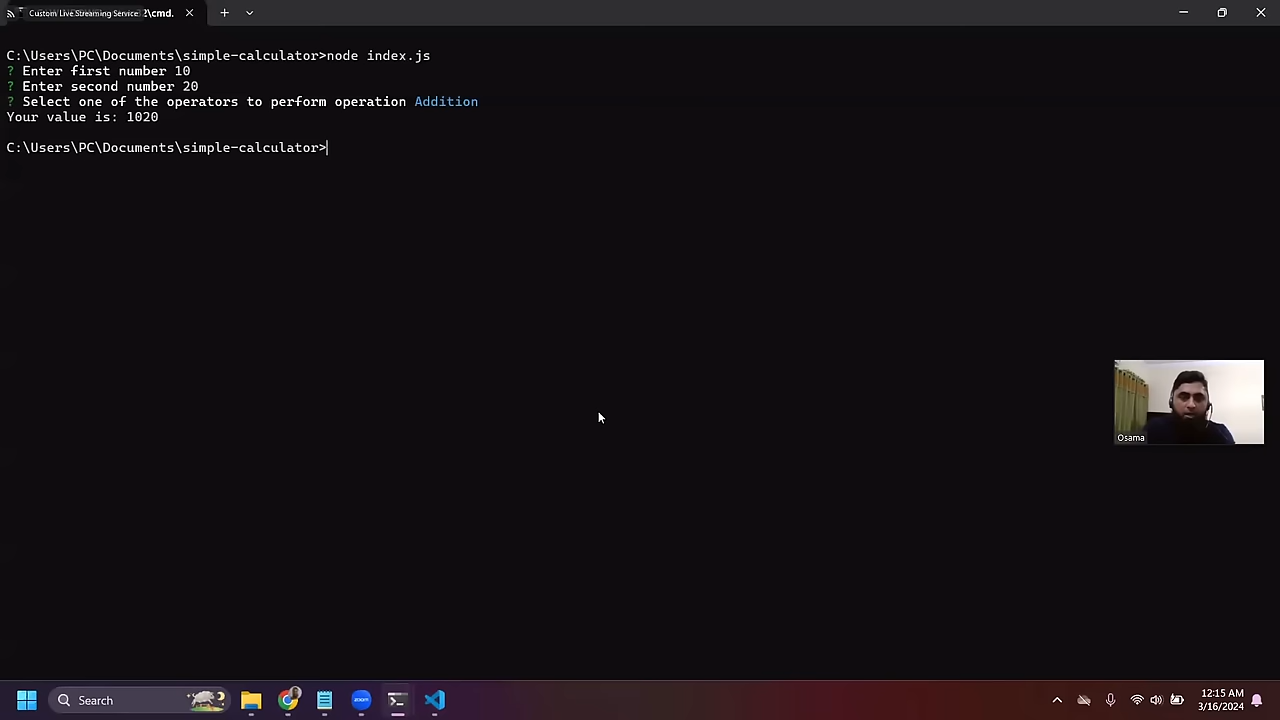 Custom Live Streaming Service
2\cmd.
C:\Users\PC\Documents\simple-calculator>node index.js
? Enter first number 10
? Enter second number 20
? Select one of the operators to perform operation Addition
Your value is: 1020
C:\Users\PC\Documents\simple-calculator>
Osama
Search
zoom
12:15 AM
3/16/2024